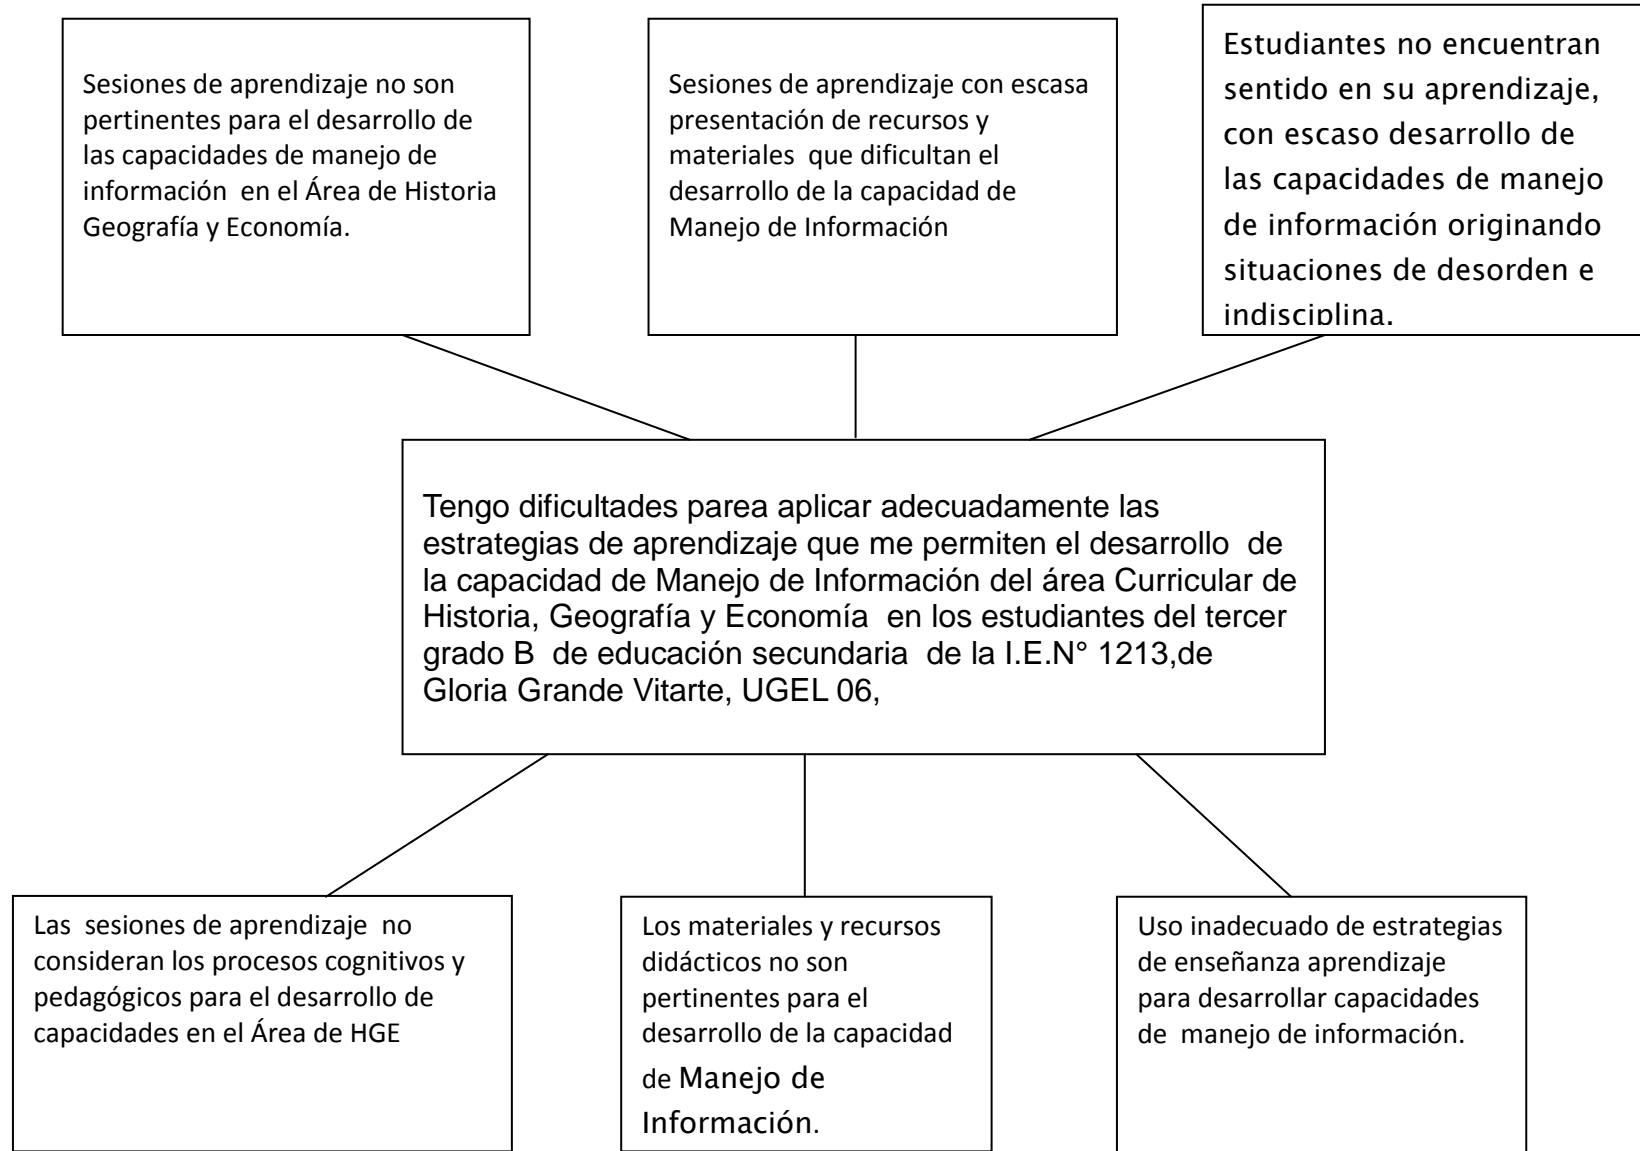 Sesiones de aprendizaje no son
pertinentes para el desarrollo de
las capacidades de manejo de
información en el Área de Historia
Geografía y Economía.
Sesiones de aprendizaje con escasa
presentación de recursos y
materiales que dificultan el
desarrollo de la capacidad de
Manejo de Información
Estudiantes no encuentran
sentido en su aprendizaje,
con escaso desarrollo de
las capacidades de manejo
de información originando
situaciones de desorden e
indisciplina.
Tengo dificultades parea aplicar adecuadamente las
estrategias de aprendizaje que me permiten el desarrollo de
la capacidad de Manejo de Información del área Curricular de
Historia, Geografía y Economía en los estudiantes del tercer
grado B de educación secundaria de la I.E.N° 1213,de
Gloria Grande Vitarte, UGEL 06,
Las sesiones de aprendizaje no
consideran los procesos cognitivos y
pedagógicos para el desarrollo de
capacidades en el Área de HGE
Los materiales y recursos
didácticos no son
pertinentes para el
desarrollo de la capacidad
de Manejo de
Información.
Uso inadecuado de estrategias
de enseñanza aprendizaje
para desarrollar capacidades
de manejo de información.